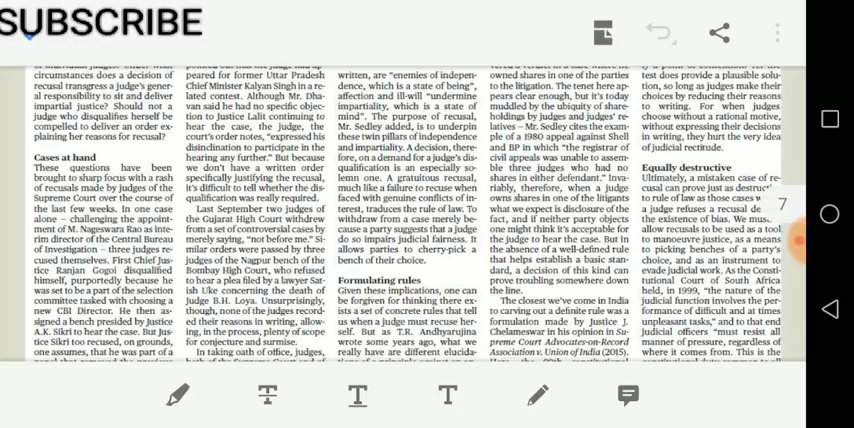 SUBSCRIBE
circumstances does a decision of
recusal transgress a judge's gener-
al responsibility to sit and deliver
impartial justice? Should not a
judge who disqualifies herself be
compelled to deliver an order ex-
plaining her reasons for recusal?
Cases at hand
These questions have been
brought to sharp focus with a rash
of recusals made by judges of the
Supreme Court over the course of
the last few weeks. In one case
alone – challenging the appoint-
ment of M. Nageswara Rao as inte-
rim director of the Central Bureau
of Investigation – three judges re-
cused themselves. First Chief Jus-
tice Ranjan Gogoi disqualified
himself, purportedly because he
was set to be a part of the selection
committee tasked with choosing a
new CBI Director. He then as-
signed a bench presided by Justice
A.K. Sikri to hear the case. But Jus-
tice Sikri too recused, on grounds,
one assumes, that he was part of a
peared for former Uttar Pradesh
Chief Minister Kalyan Singh in a re-
lated contest. Although Mr. Dha-
van said he had no specific objec-
tion to Justice Lalit continuing to
hear the case, the judge, the
court's order notes, "expressed his
disinclination to participate in the
hearing any further." But because
we don't have a written order
specifically justifying the recusal,
it's difficult to tell whether the dis-
qualification was really required.
Last September two judges of
the Gujarat High Court withdrew
from a set of controversial cases by
merely saying, "not before me." Si-
milar orders were passed by three
judges of the Nagpur bench of the
Bombay High Court, who refused
to hear a plea filed by a lawyer Sat-
ish Uke concerning the death of
Judge B.H. Loya. Unsurprisingly,
though, none of the judges record-
ed their reasons in writing, allow-
ing, in the process, plenty of scope
for conjecture and surmise.
In taking oath of office, judges,
both of the Supreme Court and of
written, are "enemies of indepen-
dence, which is a state of being",
affection and ill-will "undermine
impartiality, which is a state of
mind". The purpose of recusal,
Mr. Sedley added, is to underpin
these twin pillars of independence
and impartiality. A decision, there-
fore, on a demand for a judge's dis-
qualification is an especially so-
lemn one. A gratuitous recusal,
much like a failure to recuse when
faced with genuine conflicts of in-
terest, traduces the rule of law. To
withdraw from a case merely be-
cause a party suggests that a judge
do so impairs judicial fairness. It
allows parties to cherry-pick a
bench of their choice.
Formulating rules
Given these implications, one can
be forgiven for thinking there exi
st a set of concrete rules that tell
us when a judge must recuse her-
self. But as T.R. Andhyarujina
wrote some years ago, what we
really have are different elucida-
owned shares in one of the parties
to the litigation. The tenet here ap-
pears clear enough, but it's today
muddled by the ubiquity of share-
holdings by judges and judges' re-
latives – Mr. Sedley cites the exam-
ple of a 1980 appeal against Shell
and BP in which "the registrar of
civil appeals was unable to assem-
ble three judges who had no
shares in either defendant." Inva-
riably, therefore, when a judge
owns shares in one of the litigants
what we expect is disclosure of the
fact, and if neither party objects
one might think it's acceptable for
the judge to hear the case. But in
the absence of a well-defined rule
that helps establish a basic stan-
dard, a decision of this kind can
prove troubling somewhere down
the line.
The closest we've come in India
to carving out a definite rule was a
formulation made by Justice J.
Chelameswar in his opinion in Su-
preme Court Advocates-on-Record
Association v. Union of India (2015).
test does provide a plausible solu-
tion, so long as judges make their
choices by reducing their reasons
to writing. For when judges
choose without a rational motive,
without expressing their decisions
in writing, they hurt the very idea
of judicial rectitude.
Equally destructive
Ultimately, a mistaken case of re-
cusal can prove just as destruct
to rule of law as those cases w
a judge refuses a recusal de
the existence of bias. We mus
allow recusals to be used as a tool
to manoeuvre justice, as a means
to picking benches of a party's
choice, and as an instrument to
evade judicial work. As the Consti-
tutional Court of South Africa
held, in 1999, "the nature of the
judicial function involves the per-
formance of difficult and at times
unpleasant tasks," and to that end
judicial officers "must resist all
manner of pressure, regardless of
where it comes from. This is the
7
T
T
T